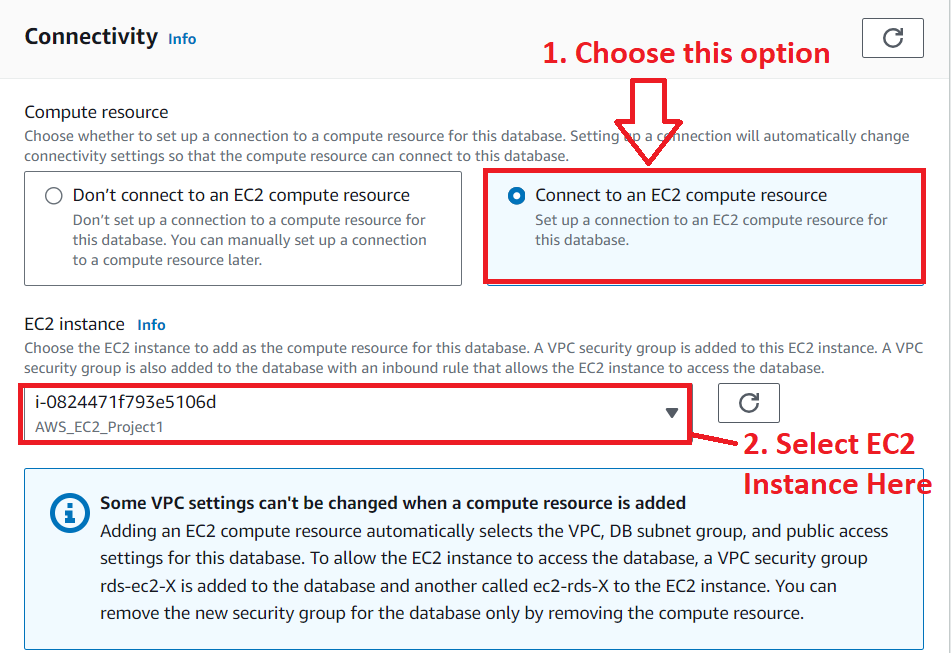 Connectivity Info
1. Choose this option
Compute resource
Choose whether to set up a connection to a compute resource for this database. Setting up a connection will automatically change
connectivity settings so that the compute resource can connect to this database.
Don’t connect to an EC2 compute resource
Don’t set up a connection to a compute resource for
this database. You can manually set up a connection
to a compute resource later.
Connect to an EC2 compute resource
Set up a connection to an EC2 compute resource for
this database.
EC2 instance Info
Choose the EC2 instance to add as the compute resource for this database. A VPC security group is added to this EC2 instance. A VPC
security group is also added to the database with an inbound rule that allows the EC2 instance to access the database.
i-0824471f793e5106d
AWS_EC2_Project1
2. Select EC2
Instance Here
Some VPC settings can't be changed when a compute resource is added
Adding an EC2 compute resource automatically selects the VPC, DB subnet group, and public access
settings for this database. To allow the EC2 instance to access the database, a VPC security group
rds-ec2-X is added to the database and another called ec2-rds-X to the EC2 instance. You can
remove the new security group for the database only by removing the compute resource.